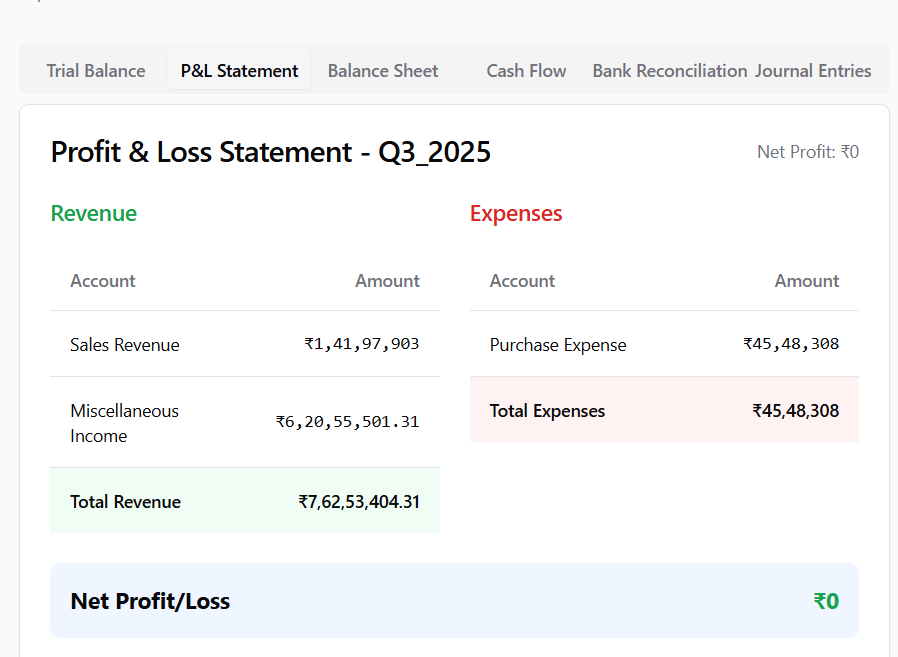 Trial Balance P&L Statement Balance Sheet Cash Flow Bank Reconciliation Journal Entries
Profit & Loss Statement - Q3_2025 Net Profit: ₹0
Revenue
Account Amount
Sales Revenue ₹1,41,97,903
Miscellaneous
Income ₹6,20,55,501.31
Total Revenue ₹7,62,53,404.31
Expenses
Account Amount
Purchase Expense ₹45,48,308
Total Expenses ₹45,48,308
Net Profit/Loss ₹0